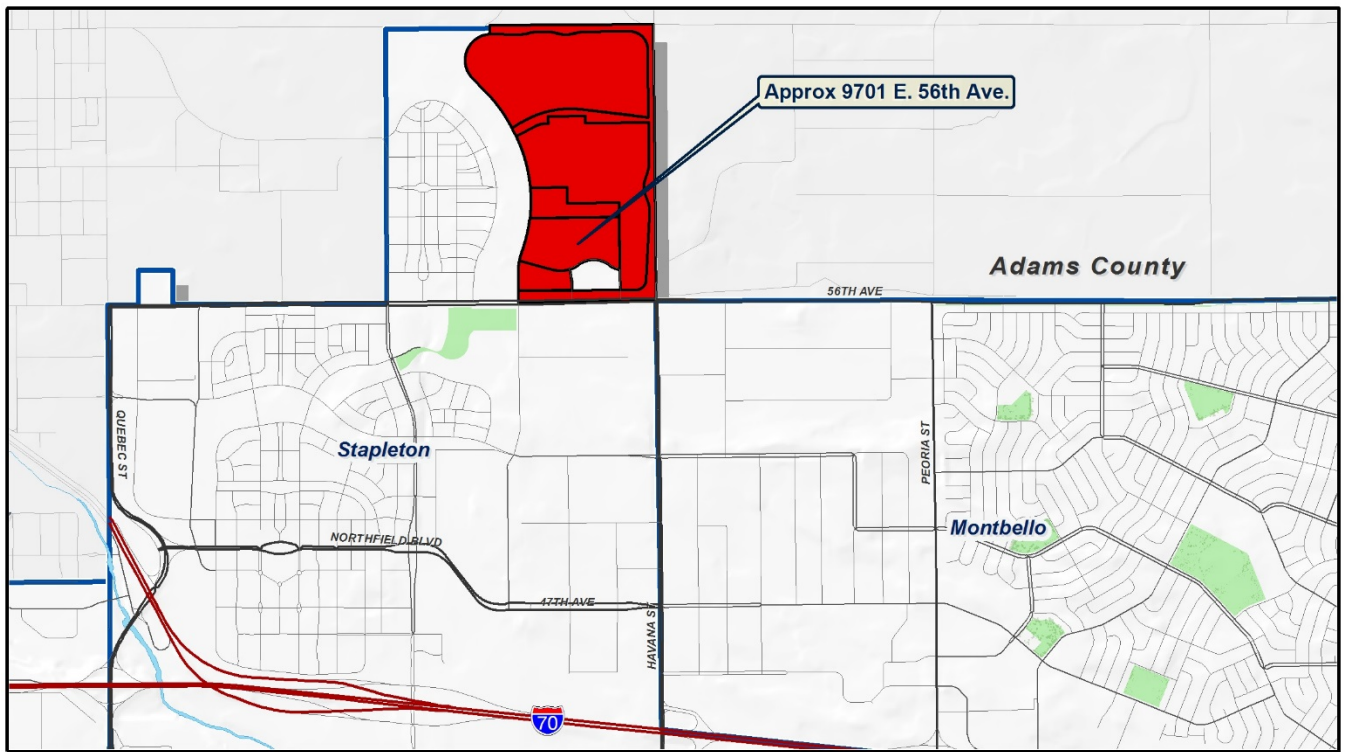 Approx 9701 E. 56th Ave.
Adams County
56TH AVE
QUEBEC ST
Stapleton
PEORIA ST
Montbello
NORTHFIELD BLVD
47TH AVE
HAVANA ST
70